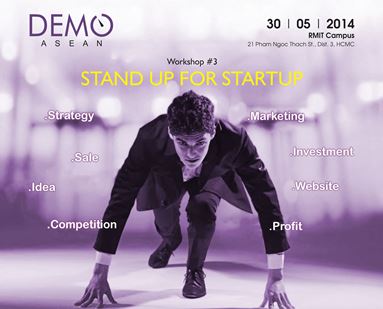 DEMO
ASEAN
30 | 05 | 2014
RMIT Campus
21 Pham Ngoc Thach St., Dist. 3, HCMC
Workshop #3
STAND UP FOR STARTUP
.Strategy
.Marketing
.Sale
.Investment
.Idea
.Website
.Competition
.Profit